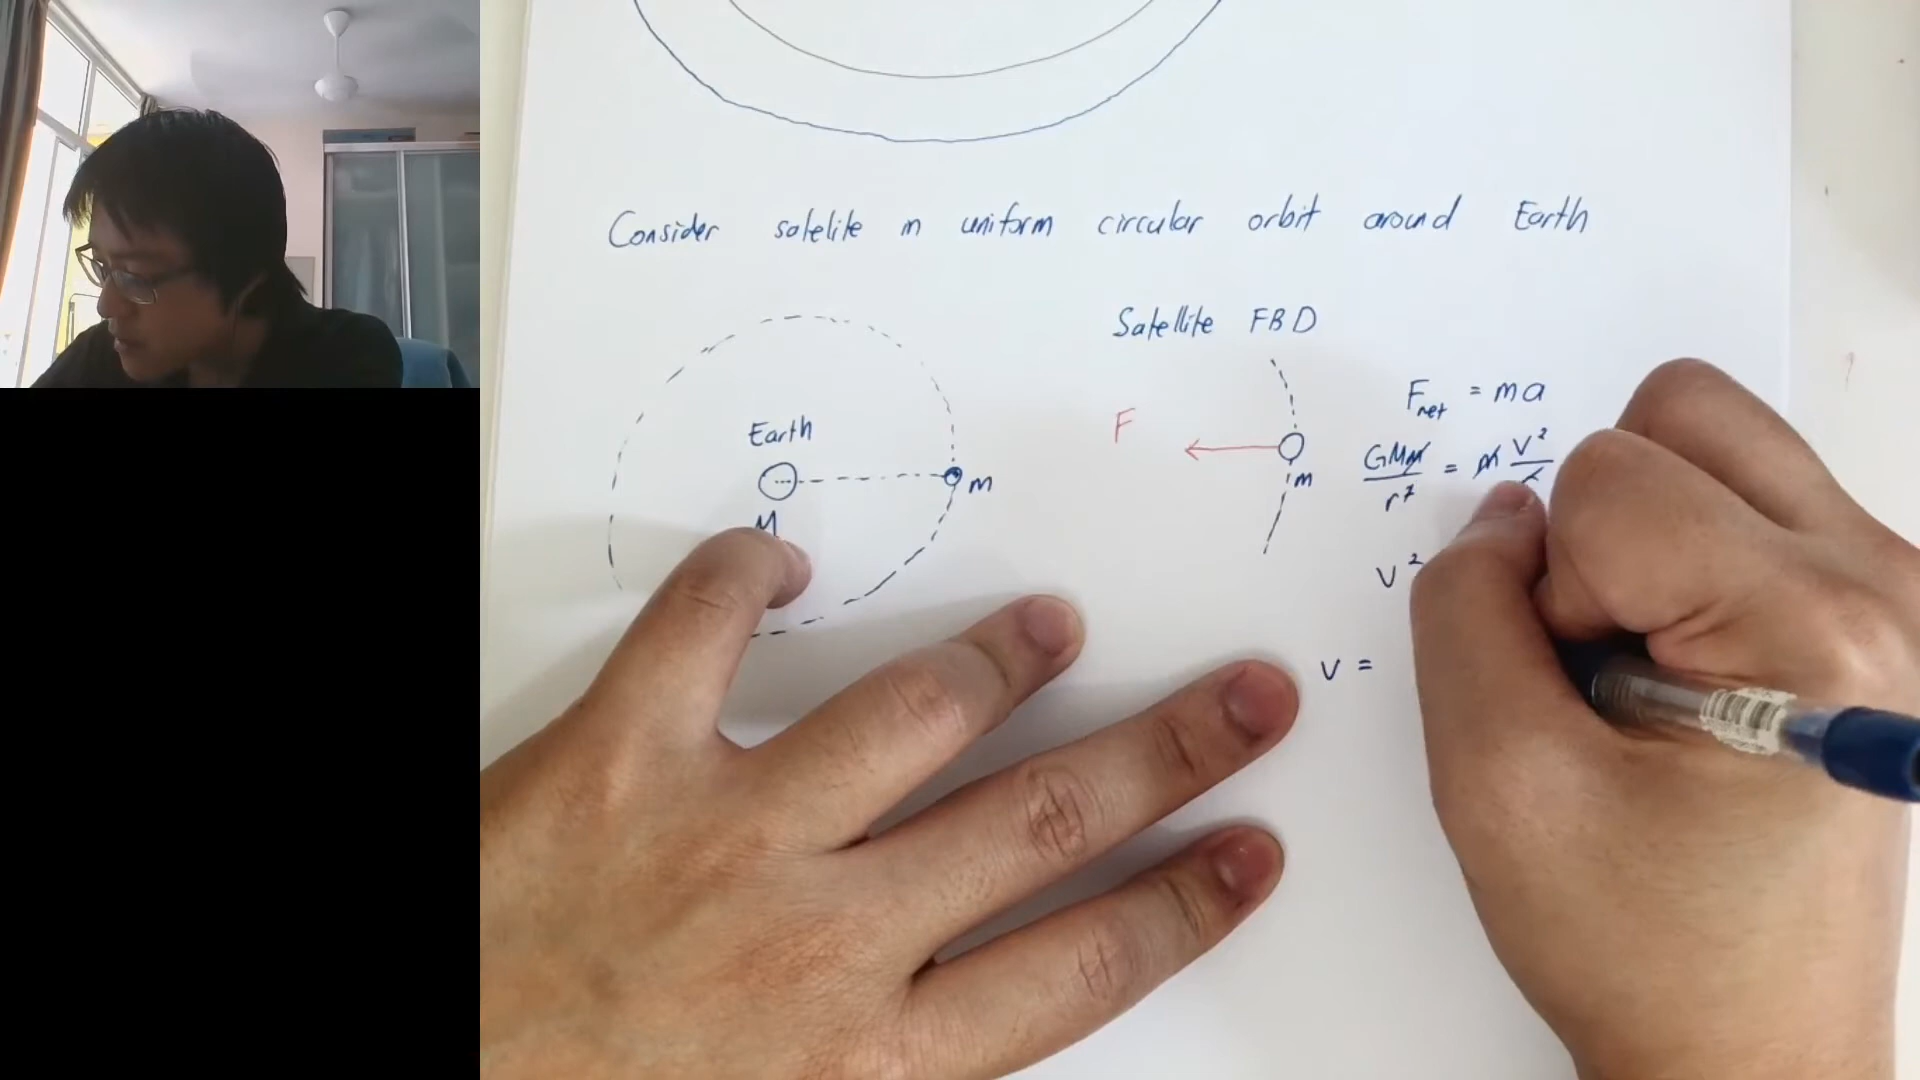 Consider satelite in uniform circular orbit around Earth
Earth
M
m
Satellite FBD
F
m
F_net = ma
GMm/r² = m v²/r
v²
v =